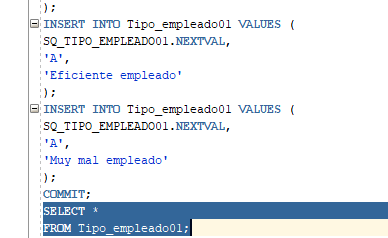 );
INSERT INTO Tipo_empleado01 VALUES (
SQ_TIPO_EMPLEADO01.NEXTVAL,
'A',
'Eficiente empleado'
);
INSERT INTO Tipo_empleado01 VALUES (
SQ_TIPO_EMPLEADO01.NEXTVAL,
'A',
'Muy mal empleado'
);
COMMIT;
SELECT *
FROM Tipo_empleado01;